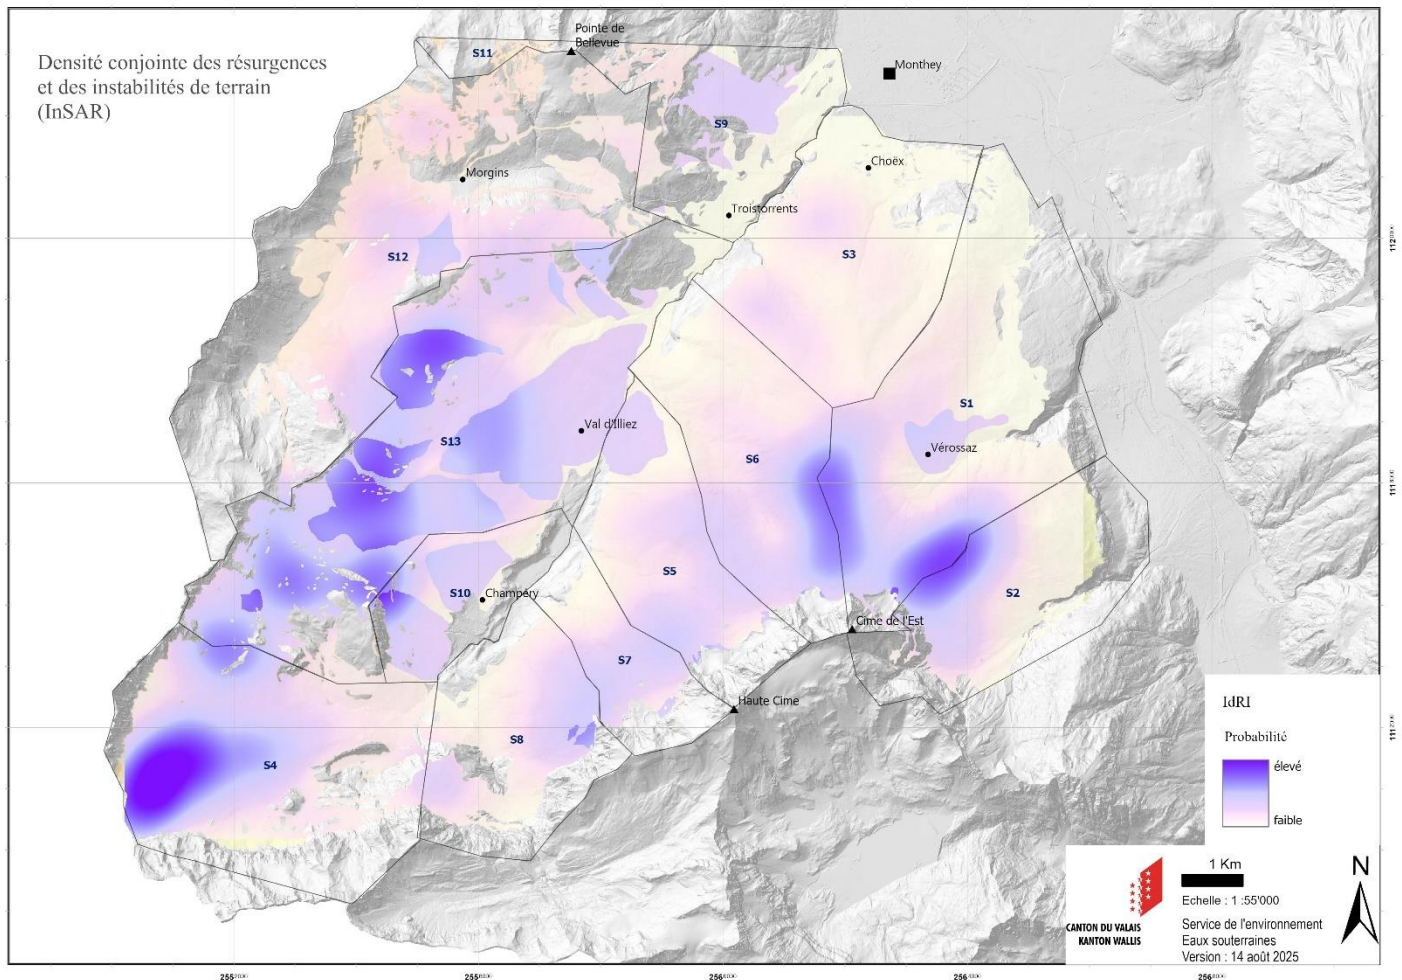 Densité conjointe des résurgences
et des instabilités de terrain
(InSAR)
Pointe de
Bellevue
S11
Monthey
S9
Choëx
Morgins
Troistorrents
S12
S3
S1
S13
Val d'Illiez
Vérossaz
S6
S5
S10
Champéry
S2
Cime de l'Est
S7
Haute Cime
S8
S4
IdRI
Probabilité
élevé
faible
1 Km
N
Echelle : 1 :55'000
CANTON DU VALAIS
KANTON WALLIS
Service de l'environnement
Eaux souterraines
Version : 14 août 2025